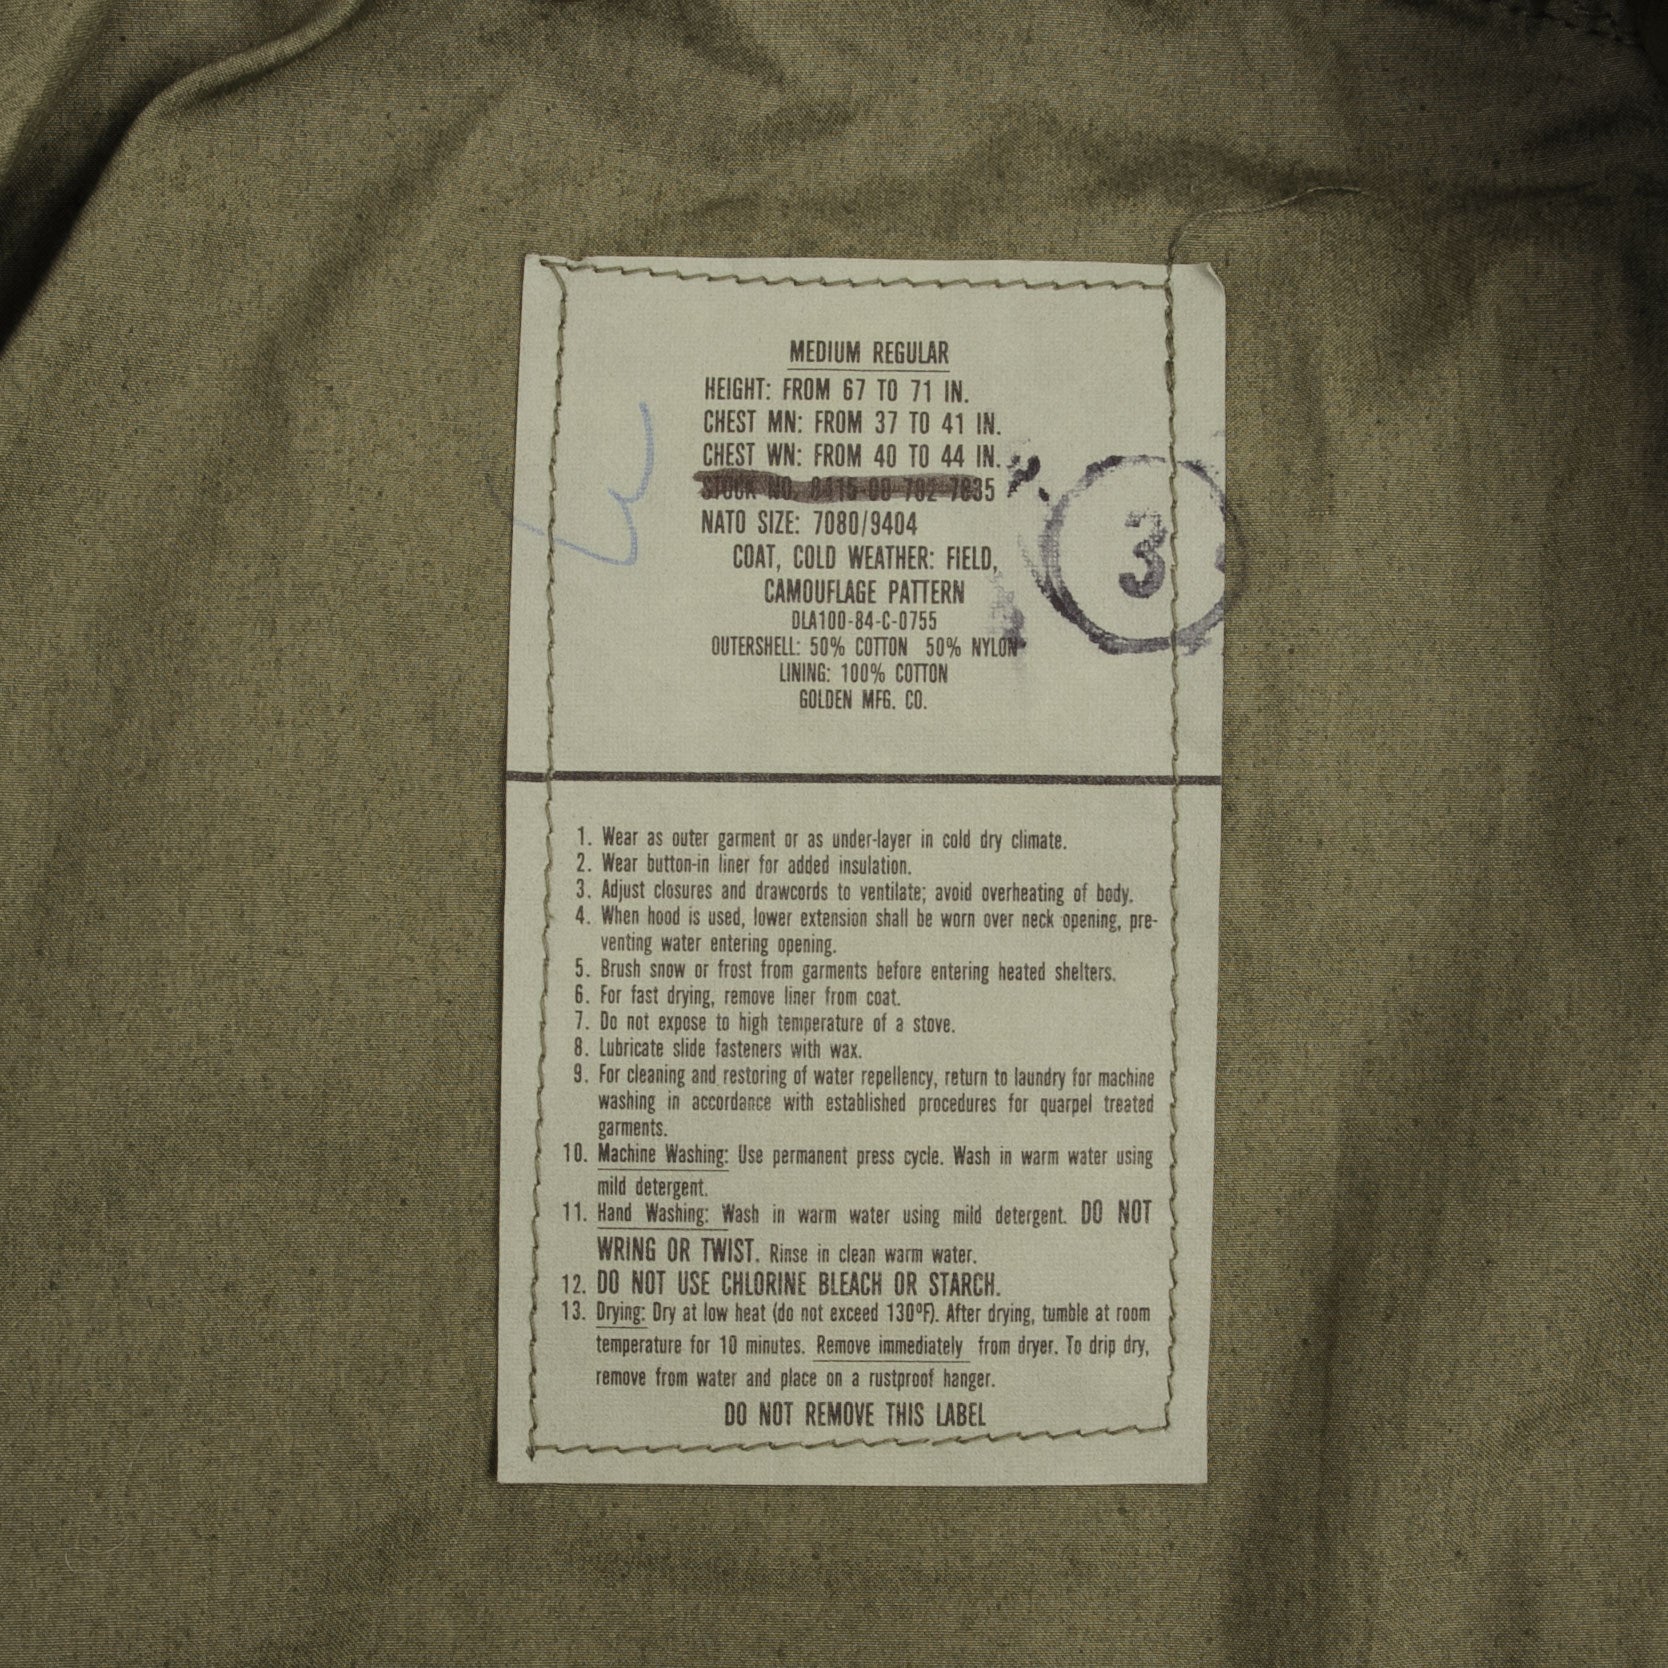 MEDIUM REGULAR
HEIGHT: FROM 67 TO 71 IN.
CHEST MN: FROM 37 TO 41 IN.
CHEST WN: FROM 40 TO 44 IN.
STOCK NO. 8415-00-782-7835
NATO SIZE: 7080/9404
COAT, COLD WEATHER: FIELD,
CAMOUFLAGE PATTERN
DLA100-84-C-0755
OUTERSHELL: 50% COTTON 50% NYLON
LINING: 100% COTTON
GOLDEN MFG. CO.
3
1. Wear as outer garment or as under-layer in cold dry climate.
2. Wear button-in liner for added insulation.
3. Adjust closures and drawcords to ventilate; avoid overheating of body.
4. When hood is used, lower extension shall be worn over neck opening, pre-
venting water entering opening.
5. Brush snow or frost from garments before entering heated shelters.
6. For fast drying, remove liner from coat.
7. Do not expose to high temperature of a stove.
8. Lubricate slide fasteners with wax.
9. For cleaning and restoring of water repellency, return to laundry for machine
washing in accordance with established procedures for quarpel treated
garments.
10. Machine Washing: Use permanent press cycle. Wash in warm water using
mild detergent.
11. Hand Washing: Wash in warm water using mild detergent. DO NOT
WRING OR TWIST. Rinse in clean warm water.
12. DO NOT USE CHLORINE BLEACH OR STARCH.
13. Drying: Dry at low heat (do not exceed 130ºF). After drying, tumble at room
temperature for 10 minutes. Remove immediately from dryer. To drip dry,
remove from water and place on a rustproof hanger.
DO NOT REMOVE THIS LABEL